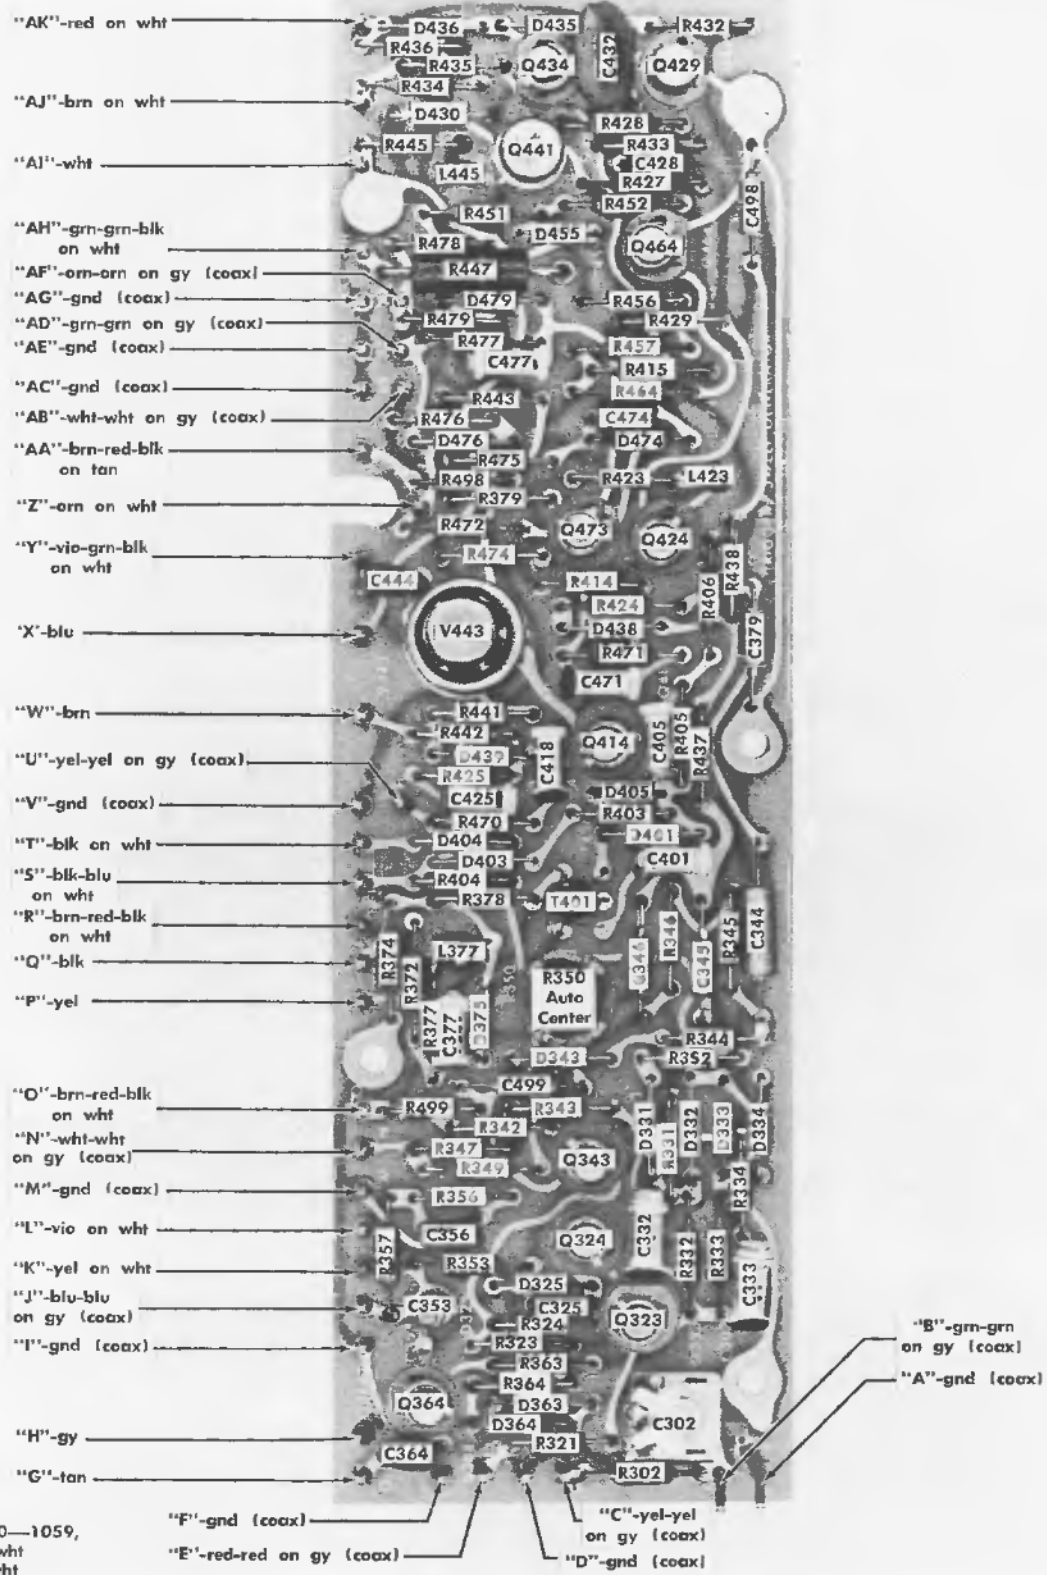 "AK"-red on wht
D436
D435
R432
R436
C432
R435
Q434
Q429
R434
"AJ"-brn on wht
D430
R428
R445
Q441
R433
"AI"-wht
C428
L445
R427
R452
C498
R451
D455
"AH"-grn-grn-blk
on wht
R478
Q464
"AF"-orn-orn on gy (coax)
R447
"AG"-gnd (coax)
D479
R456
"AD"-grn-grn on gy (coax)
R479
R429
"AE"-gnd (coax)
R477
R457
C477
R415
"AC"-gnd (coax)
R443
R464
"AB"-wht-wht on gy (coax)
R476
C474
D476
D474
"AA"-brn-red-blk
on tan
R475
R498
R423
L423
R379
"Z"-orn on wht
R472
Q473
Q424
"Y"-vio-grn-blk
on wht
R474
R438
C444
R414
R406
R424
'X'-blu
V443
D438
C379
R471
C471
"W"-brn
R441
R442
Q414
C405
R405
R437
"U"-yel-yel on gy (coax)
D439
C418
R425
"V"-gnd (coax)
C425
D405
R470
R403
"T"-blk on wht
D404
D401
D403
C401
"S"-blk-blu
on wht
R404
R378
T401
"R"-brn-red-blk
on wht
R374
L377
R346
R345
C344
"Q"-blk
R372
R350
Auto
Center
C345
"P"-yel
R377
C377
D375
R350
R344
D343
R352
C499
"O"-brn-red-blk
on wht
R499
R343
D331
R331
D332
D333
D334
R342
"N"-wht-wht
on gy (coax)
R347
R349
Q343
"M"-gnd (coax)
R356
R334
"L"-vio on wht
C356
Q324
C332
R357
R353
R332
R333
C333
"K"-yel on wht
D325
"J"-blu-blu
on gy (coax)
C353
C325
Q323
R324
"I"-gnd (coax)
R323
R363
"B"-grn-grn
on gy (coax)
R364
"A"-gnd (coax)
Q364
D363
D364
C302
"H"-gy
R321
C364
"G"-tan
R302
"F"-gnd (coax)
"C"-yel-yel
on gy (coax)
"E"-red-red on gy (coax)
"D"-gnd (coax)
0—1059,
wht
ht